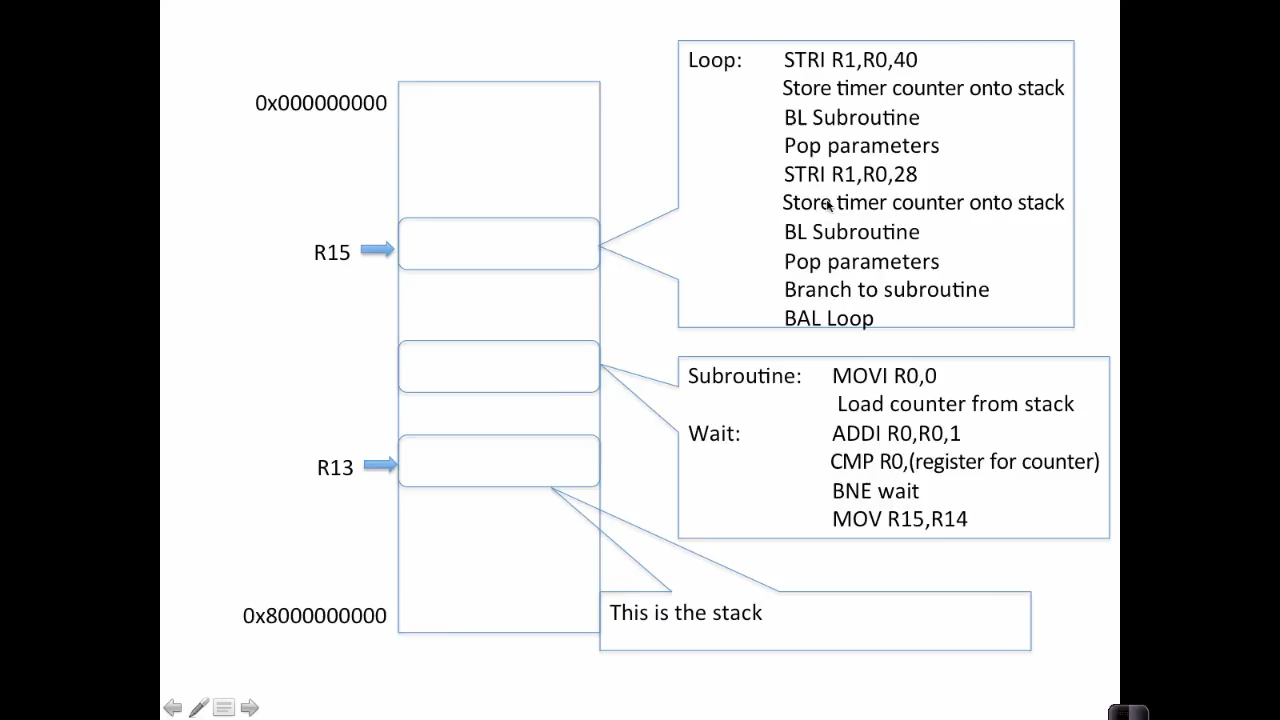 0x000000000
R15
R13
0x8000000000
Loop: STRI R1,R0,40
Store timer counter onto stack
BL Subroutine
Pop parameters
STRI R1,R0,28
Store timer counter onto stack
BL Subroutine
Pop parameters
Branch to subroutine
BAL Loop
Subroutine: MOVI R0,0
Load counter from stack
Wait: ADDI R0,R0,1
CMP R0,(register for counter)
BNE wait
MOV R15,R14
This is the stack